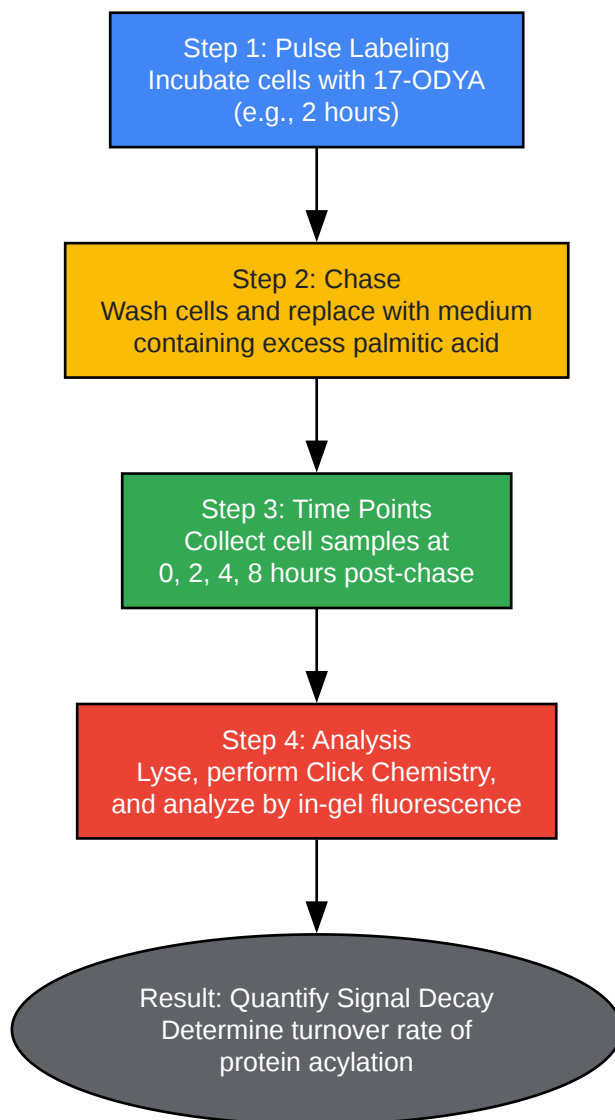 Step 1: Pulse Labeling
Incubate cells with 17-ODYA
(e.g., 2 hours)
Step 2: Chase
Wash cells and replace with medium
containing excess palmitic acid
Step 3: Time Points
Collect cell samples at
0, 2, 4, 8 hours post-chase
Step 4: Analysis
Lyse, perform Click Chemistry,
and analyze by in-gel fluorescence
Result: Quantify Signal Decay
Determine turnover rate of
protein acylation